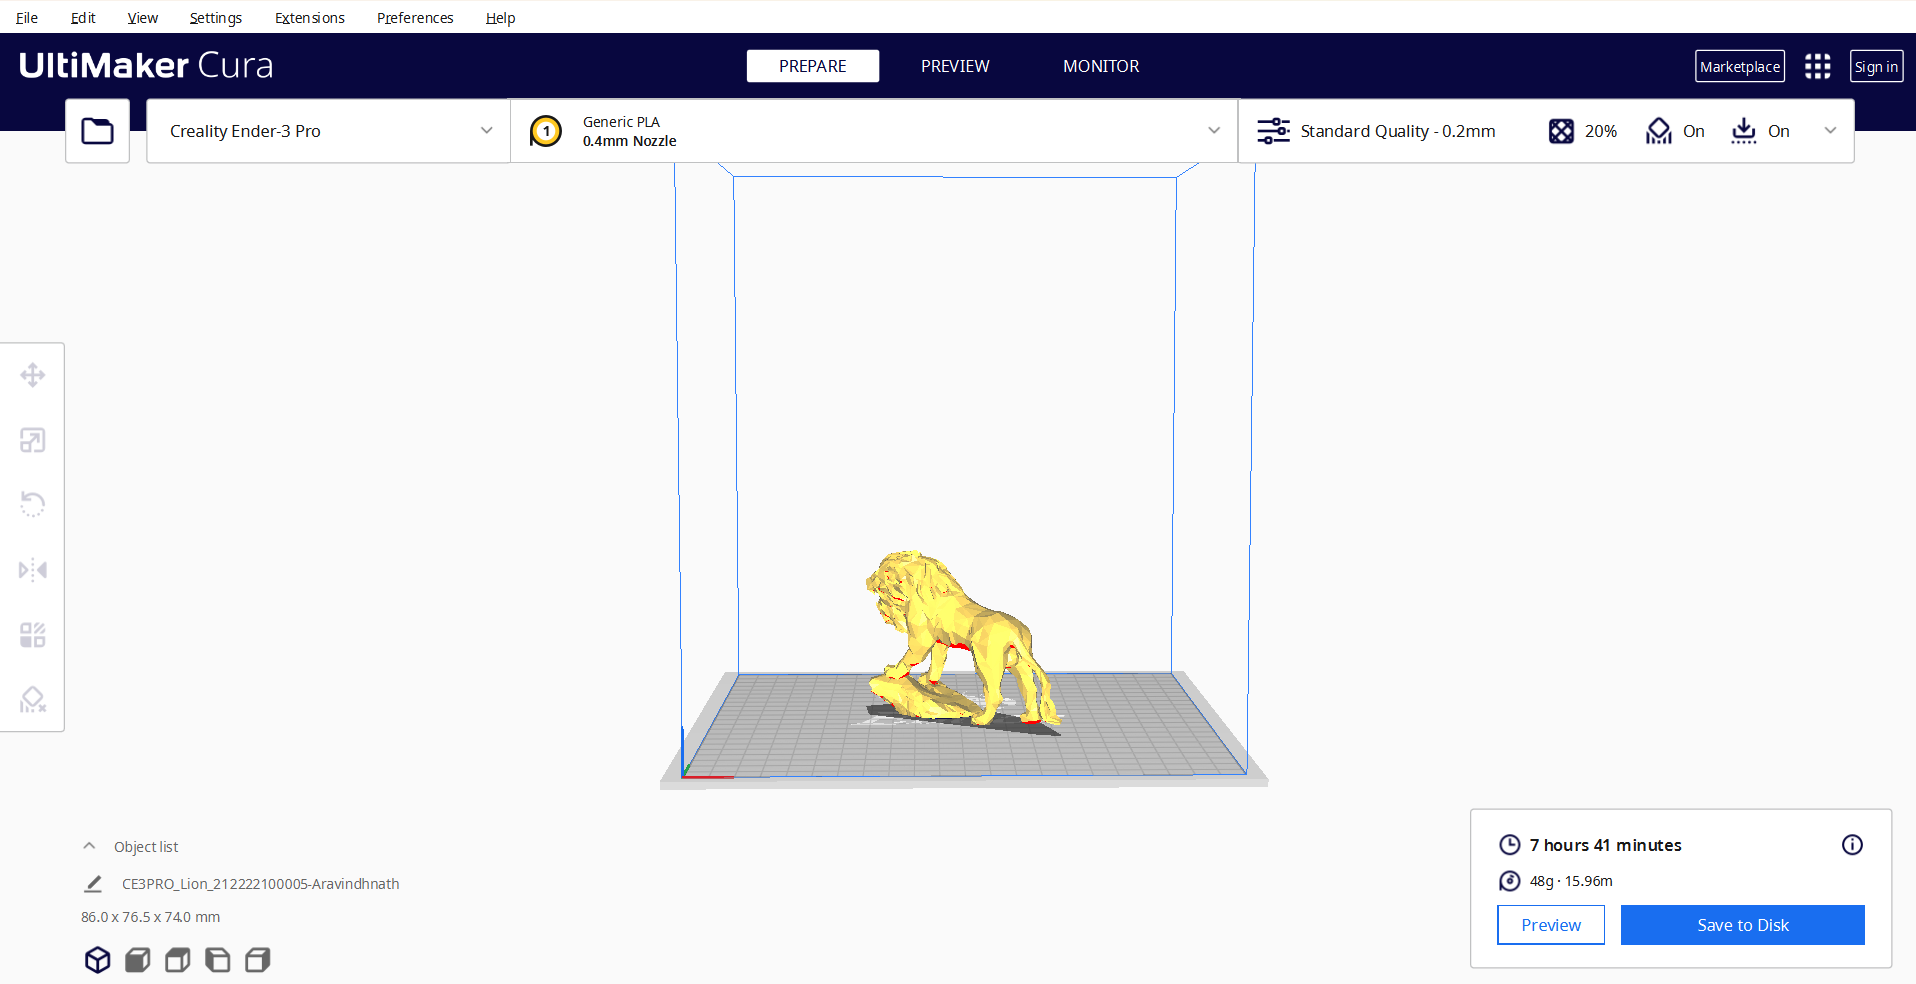 File Edit View Settings Extensions Preferences Help
UltiMaker Cura
PREPARE PREVIEW MONITOR
Marketplace
Sign in
Creality Ender-3 Pro
1
Generic PLA
0.4mm Nozzle
Standard Quality - 0.2mm
20%
On
On
Object list
CE3PRO_Lion_212222100005-Aravindhnath
86.0 x 76.5 x 74.0 mm
7 hours 41 minutes
48g · 15.96m
Preview
Save to Disk